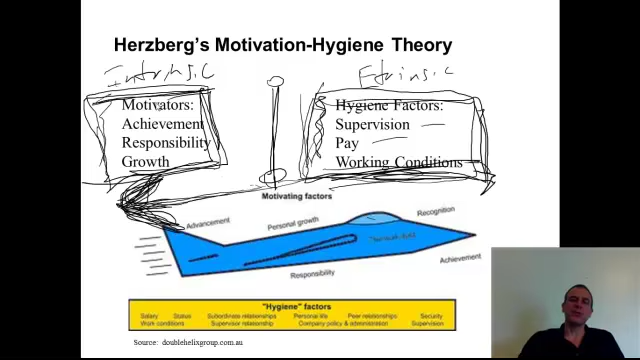 Herzberg's Motivation-Hygiene Theory
Intrinsic
Extrinsic
Motivators:
Achievement
Responsibility
Growth
Hygiene Factors:
Supervision
Pay
Working Conditions
Motivating factors
Advancement
Personal growth
Recognition
Responsibility
Achievement
"Hygiene" factors
Salary Status Subordinate relationships Personal life Peer relationships Security
Work conditions Supervisor relationship Company policy & administration Supervision
Source: doublehelixgroup.com.au